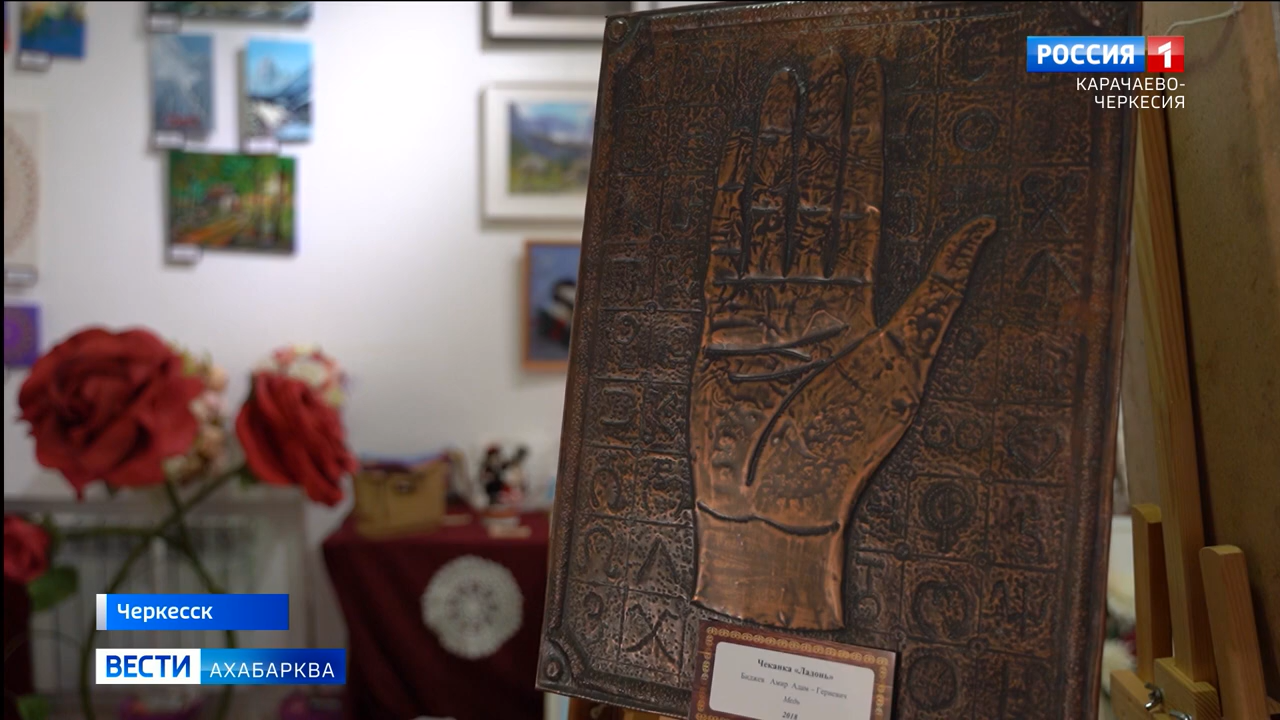 РОССИЯ 1
КАРАЧАЕВО-
ЧЕРКЕСИЯ
Чеканка «Ладонь»
Медь
2018
Черкесск
ВЕСТИ АХАБАРКВА